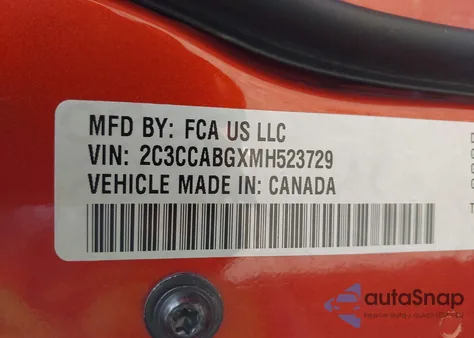 MFD BY: FCA US LLC
VIN: 2C3CCABGXMH523729
VEHICLE MADE IN: CANADA
autaSnap